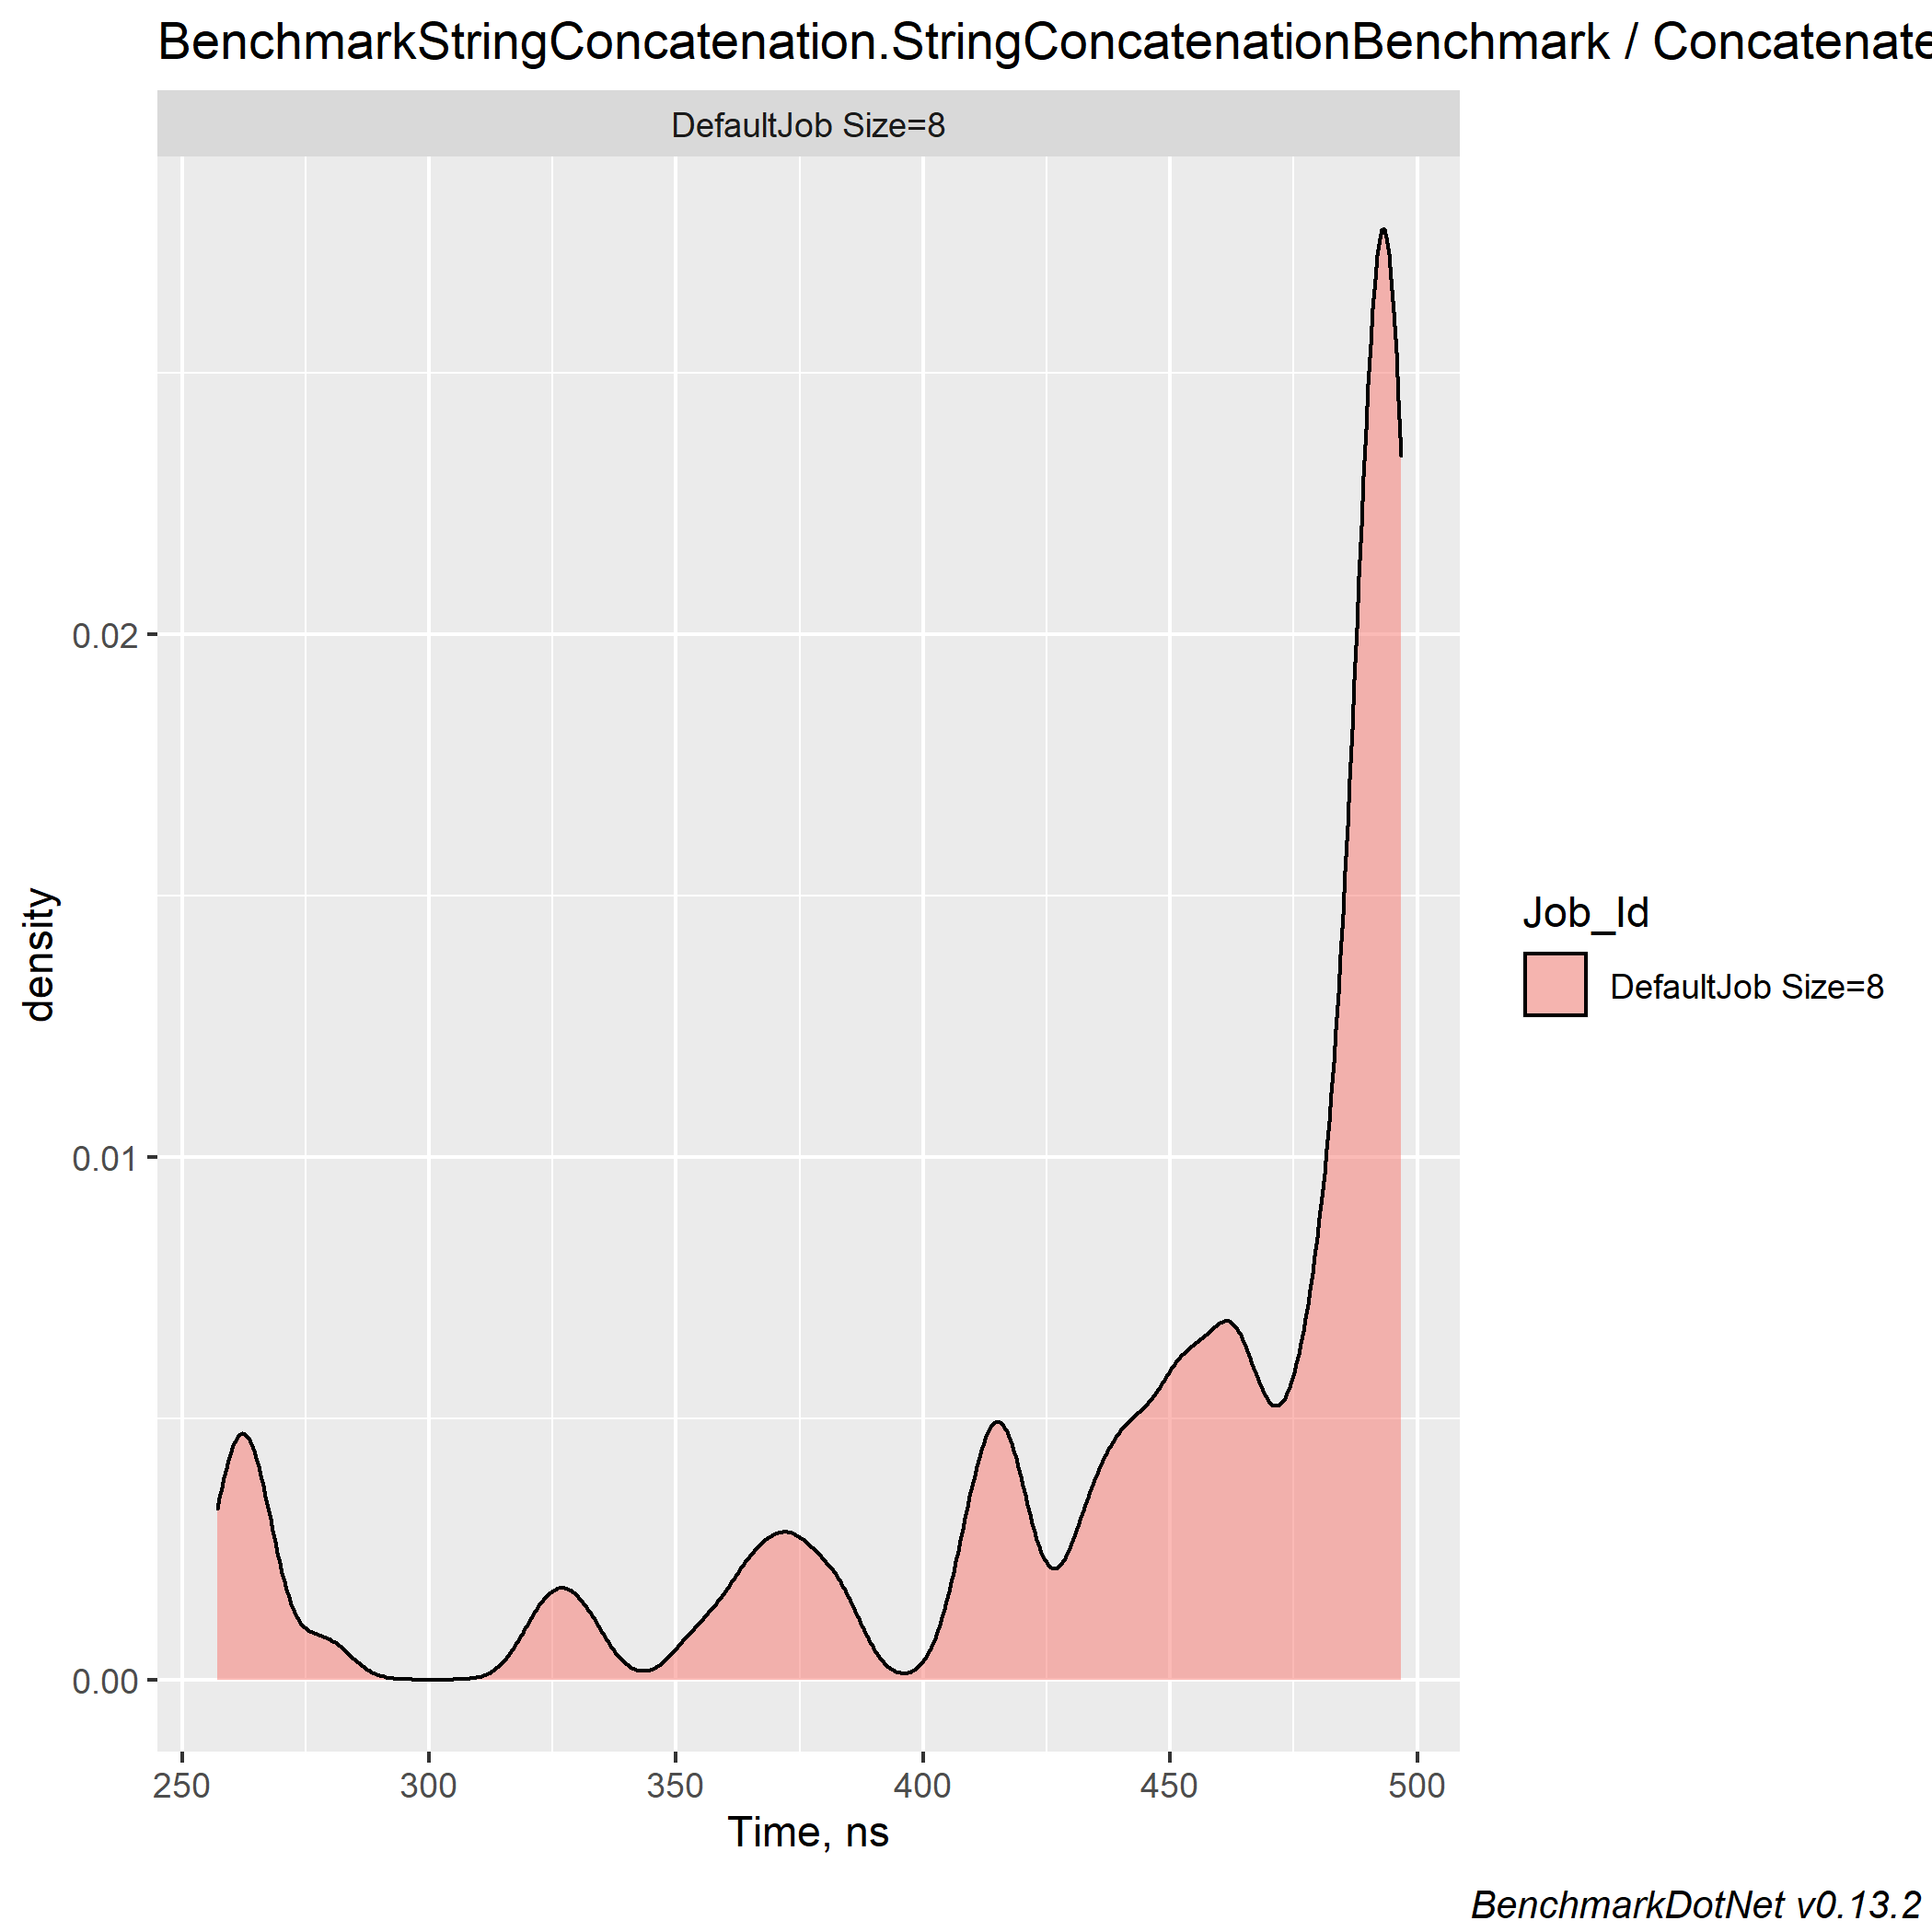 BenchmarkStringConcatenation.StringConcatenationBenchmark / Concatenate
DefaultJob Size=8
0.02
0.01
0.00
density
250 300 350 400 450 500
Time, ns
Job_Id
DefaultJob Size=8
BenchmarkDotNet v0.13.2